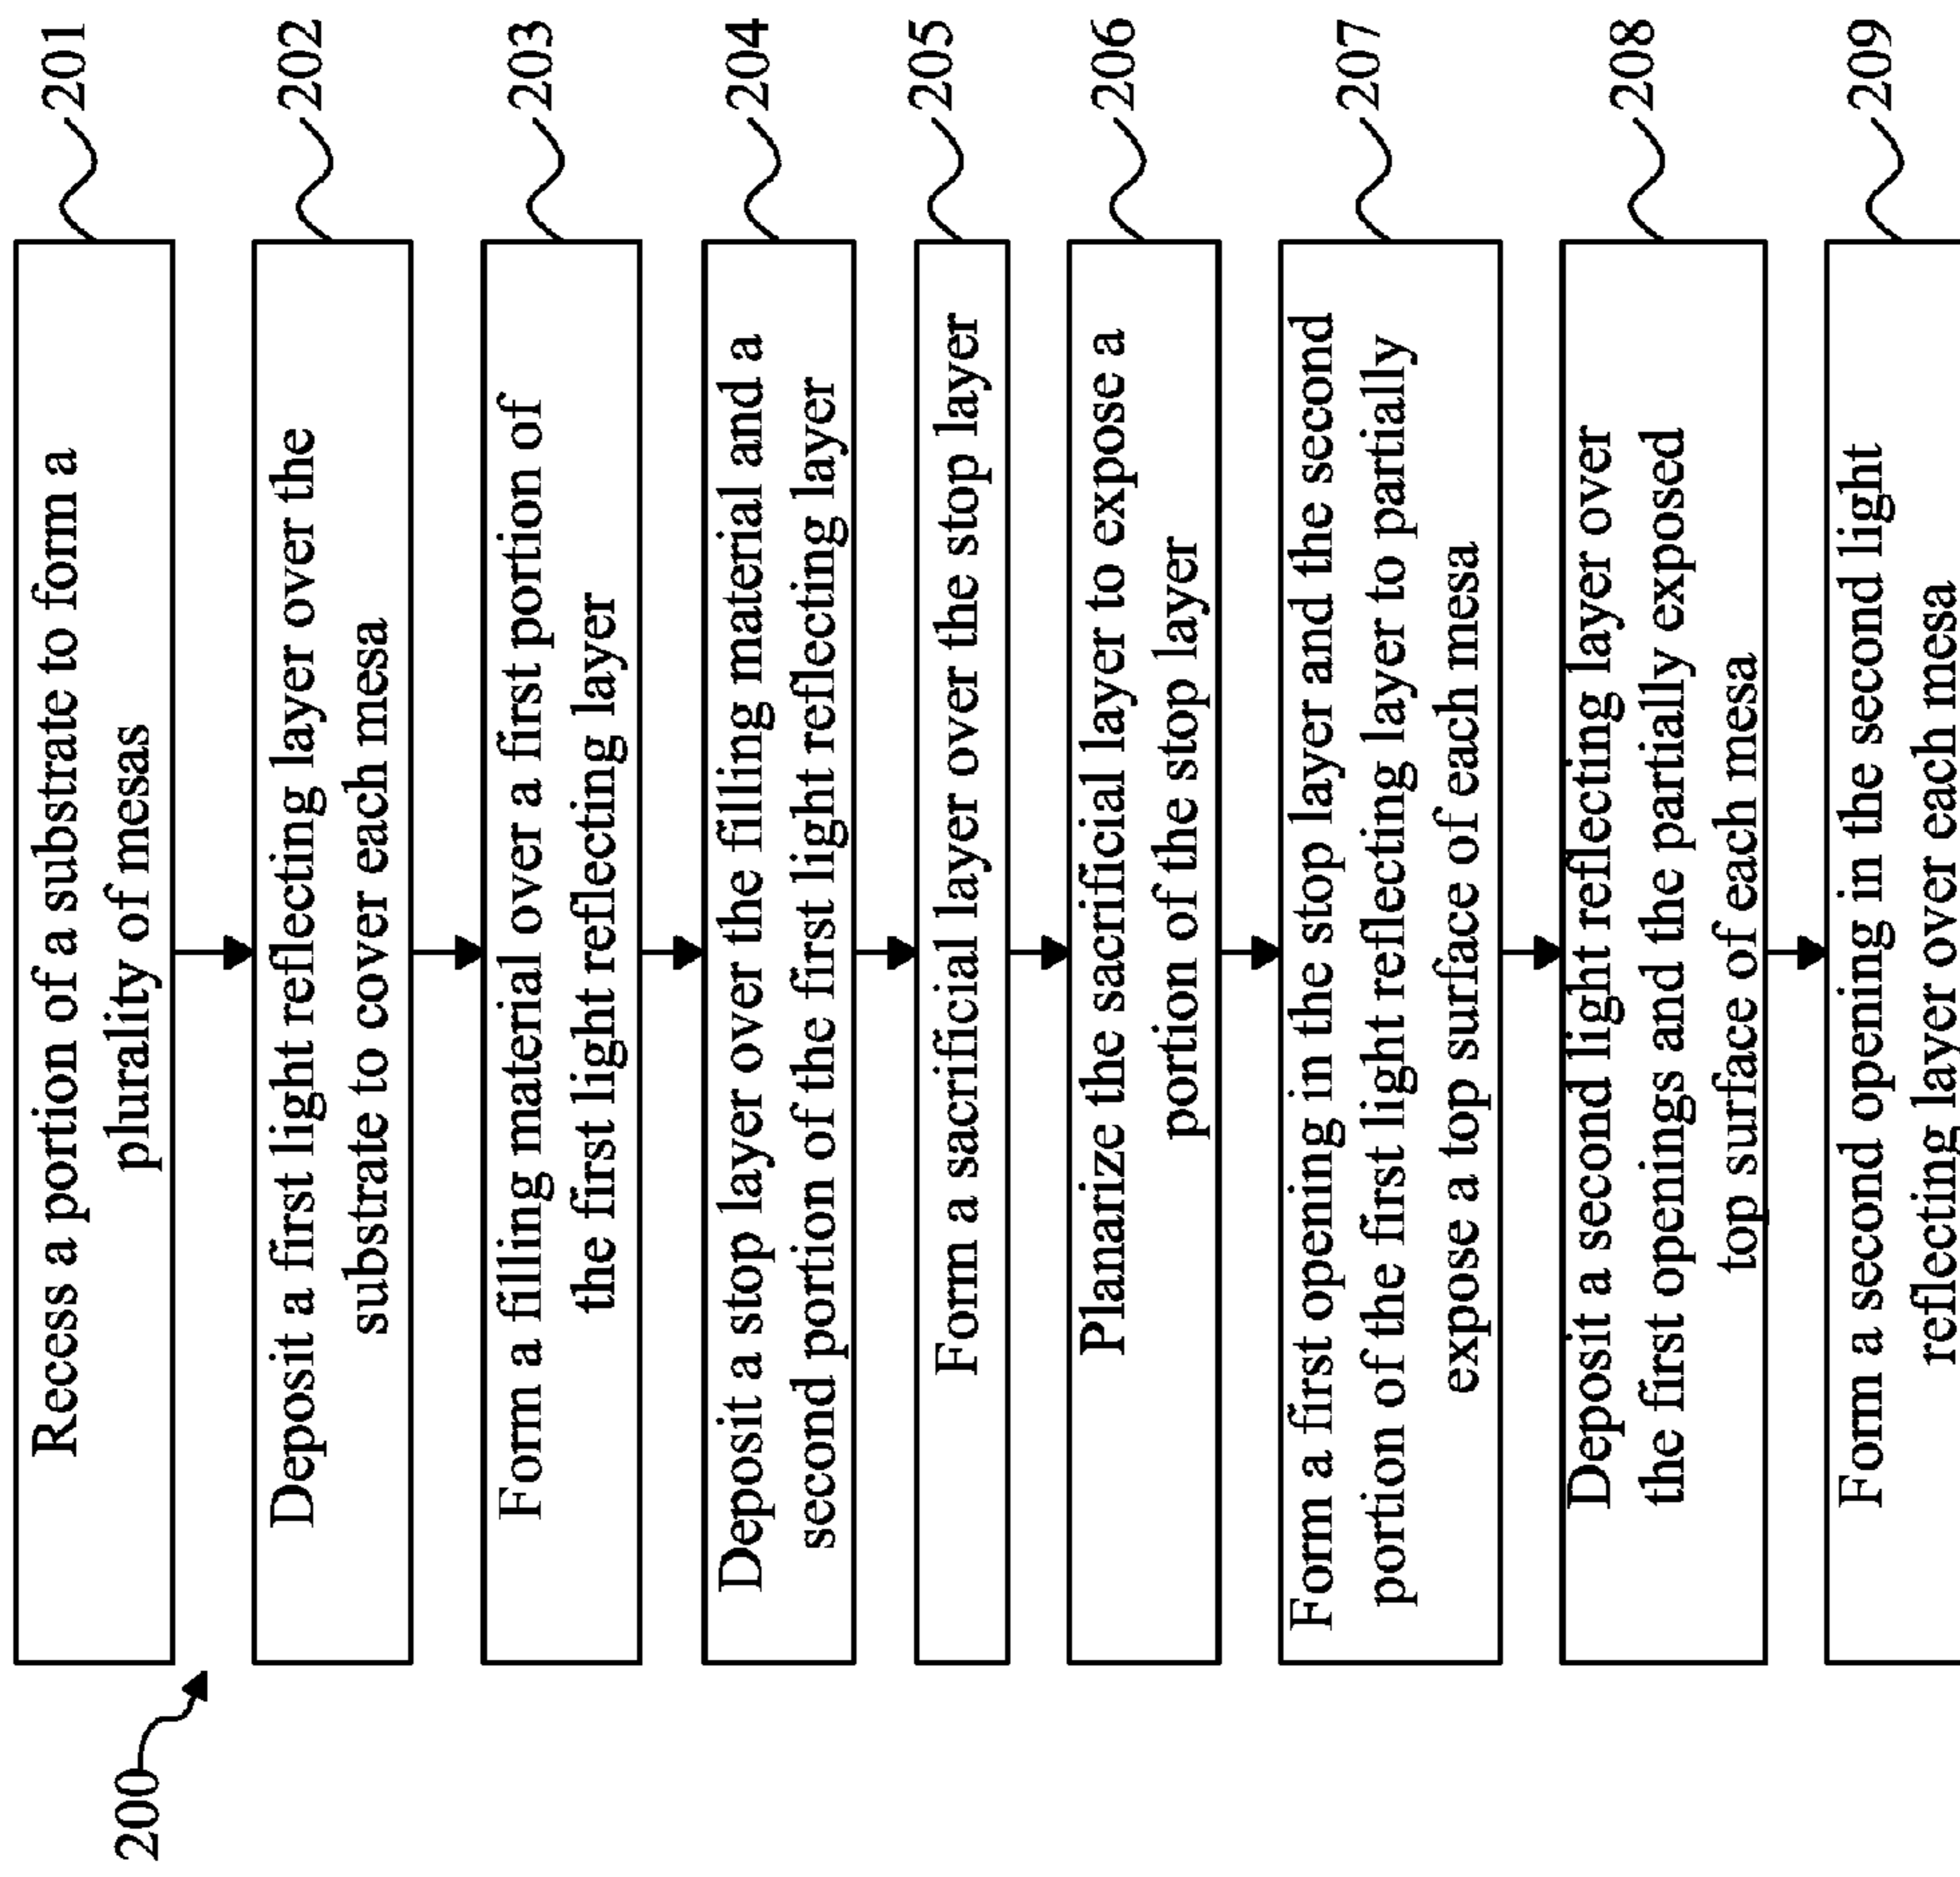 200
Recess a portion of a substrate to form a
plurality of mesas
201
Deposit a first light reflecting layer over the
substrate to cover each mesa
202
Form a filling material over a first portion of
the first light reflecting layer
203
Deposit a stop layer over the filling material and a
second portion of the first light reflecting layer
204
Form a sacrificial layer over the stop layer
205
Planarize the sacrificial layer to expose a
portion of the stop layer
206
Form a first opening in the stop layer and the second
portion of the first light reflecting layer to partially
expose a top surface of each mesa
207
Deposit a second light reflecting layer over
the first openings and the partially exposed
top surface of each mesa
208
Form a second opening in the second light
reflecting layer over each mesa
209